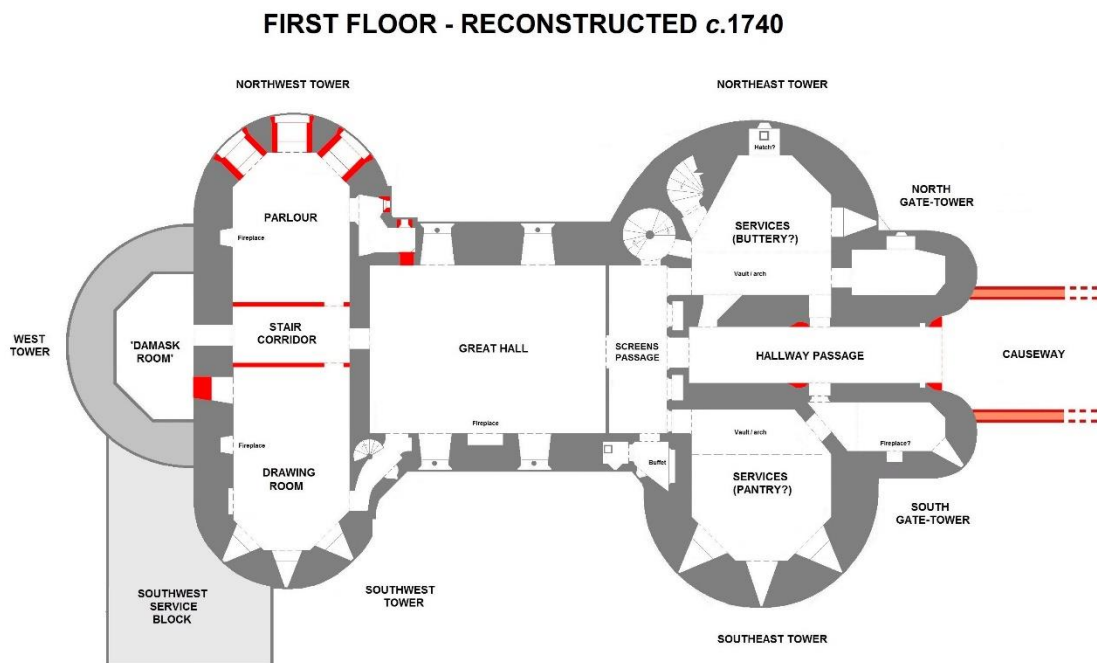 FIRST FLOOR - RECONSTRUCTED c.1740
NORTHWEST TOWER
NORTHEAST TOWER
Hatch?
NORTH
GATE-TOWER
PARLOUR
Fireplace
SERVICES
(BUTTERY?)
Vault / arch
WEST
TOWER
'DAMASK
ROOM'
STAIR
CORRIDOR
GREAT HALL
SCREENS
PASSAGE
HALLWAY PASSAGE
CAUSEWAY
Fireplace
Fireplace
Vault / arch
Fireplace?
Buffet
DRAWING
ROOM
SERVICES
(PANTRY?)
SOUTH
GATE-TOWER
SOUTHWEST
SERVICE
BLOCK
SOUTHWEST
TOWER
SOUTHEAST TOWER